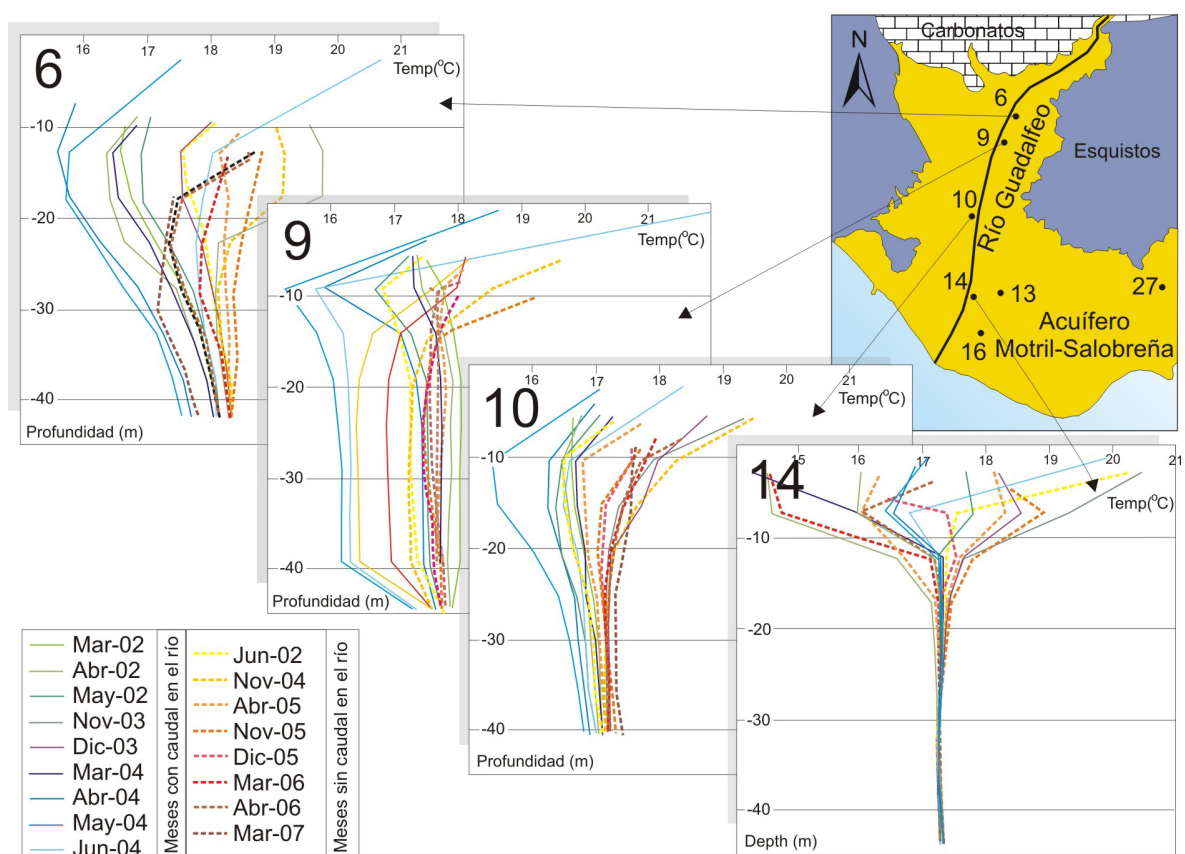 6
16 17 18 19 20 21
Temp(°C)
-10
-20
-30
-40
Profundidad (m)
9
16 17 18 19 20 21
Temp(°C)
-10
-20
-30
-40
Profundidad (m)
10
16 17 18 19 20 21
Temp(°C)
-10
-20
-30
-40
Profundidad (m)
14
15 16 17 18 19 20 21
Temp(°C)
-10
-20
-30
-40
Depth (m)
N
Carbonatos
6
9
Esquistos
10
Río Guadalfeo
14
13
27
16
Acuífero
Motril-Salobreña
Mar-02
Abr-02
May-02
Nov-03
Dic-03
Mar-04
Abr-04
May-04
Jun-04
Meses con caudal en el río
Jun-02
Nov-04
Abr-05
Nov-05
Dic-05
Mar-06
Abr-06
Mar-07
Meses sin caudal en el río